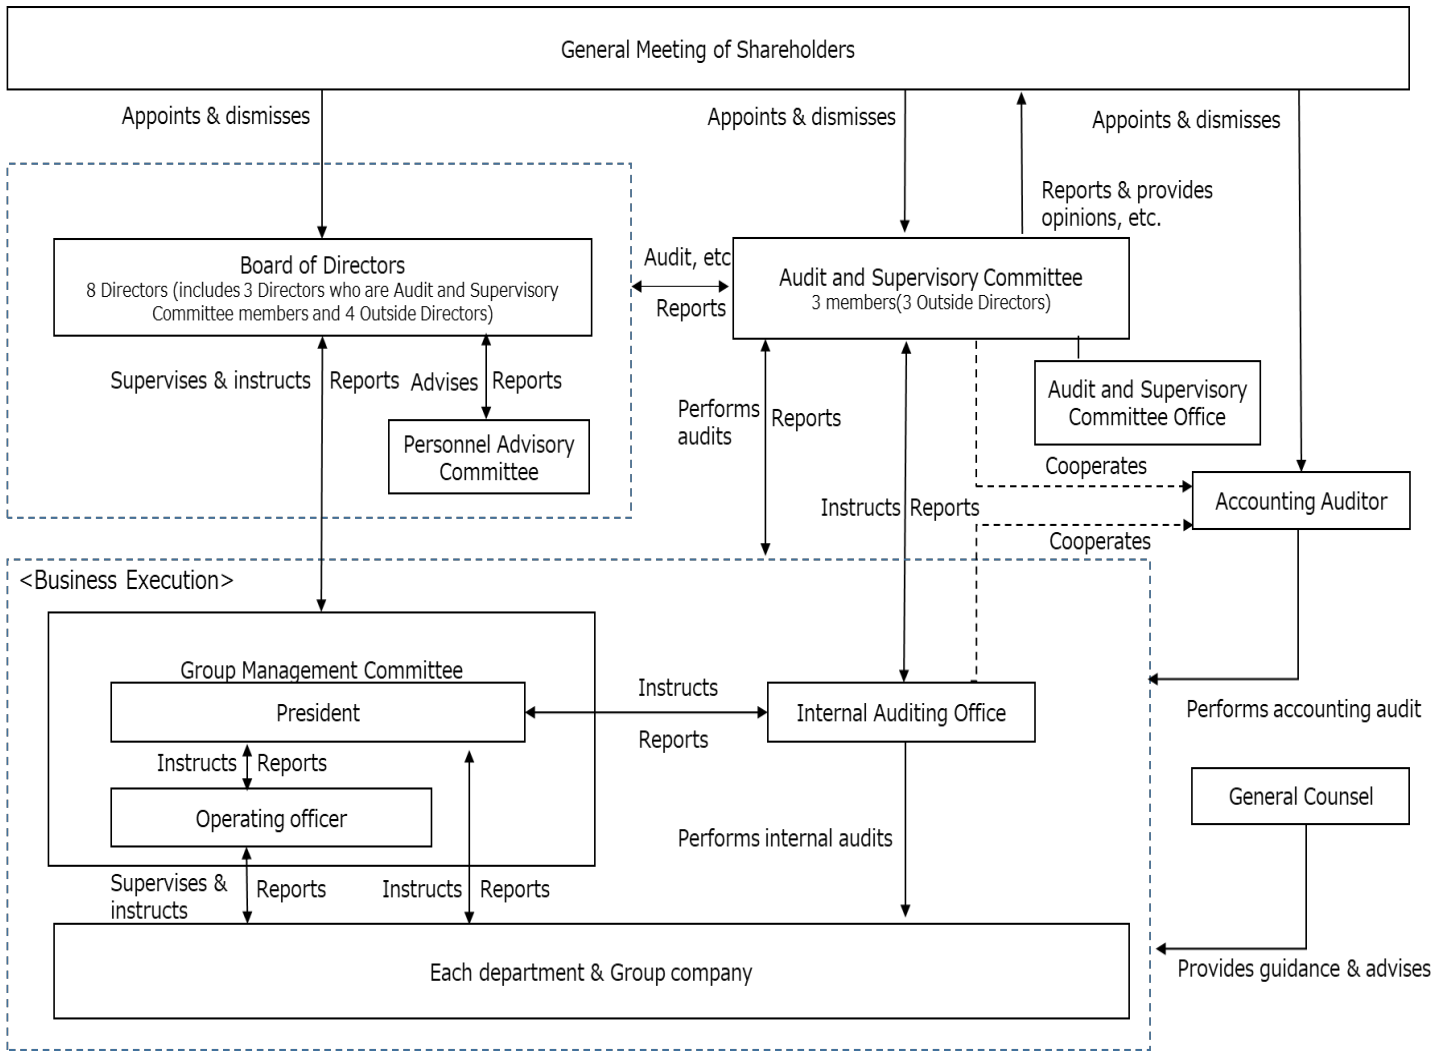 General Meeting of Shareholders
Appoints & dismisses
Appoints & dismisses
Appoints & dismisses
Reports & provides
opinions, etc.
Board of Directors
8 Directors (includes 3 Directors who are Audit and Supervisory
Committee members and 4 Outside Directors)
Audit, etc
Reports
Audit and Supervisory Committee
3 members(3 Outside Directors)
Supervises & instructs
Reports
Advises
Reports
Personnel Advisory
Committee
Performs
audits
Reports
Audit and Supervisory
Committee Office
Cooperates
Instructs
Reports
Accounting Auditor
Cooperates
<Business Execution>
Group Management Committee
President
Instructs
Reports
Internal Auditing Office
Performs accounting audit
Instructs
Reports
Operating officer
General Counsel
Performs internal audits
Supervises &
instructs
Reports
Instructs
Reports
Each department & Group company
Provides guidance & advises